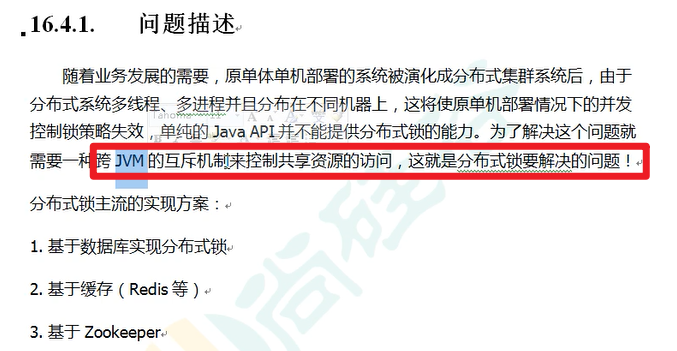 16.4.1. 问题描述
随着业务发展的需要，原单体单机部署的系统被演化成分布式集群系统后，由于
分布式系统多线程、多进程并且分布在不同机器上，这将使原单机部署情况下的并发
控制锁策略失效，单纯的 Java API 并不能提供分布式锁的能力。为了解决这个问题就
需要一种跨 JVM 的互斥机制来控制共享资源的访问，这就是分布式锁要解决的问题！
分布式锁主流的实现方案：
1. 基于数据库实现分布式锁
2. 基于缓存（Redis 等）
3. 基于 Zookeeper
尚硅